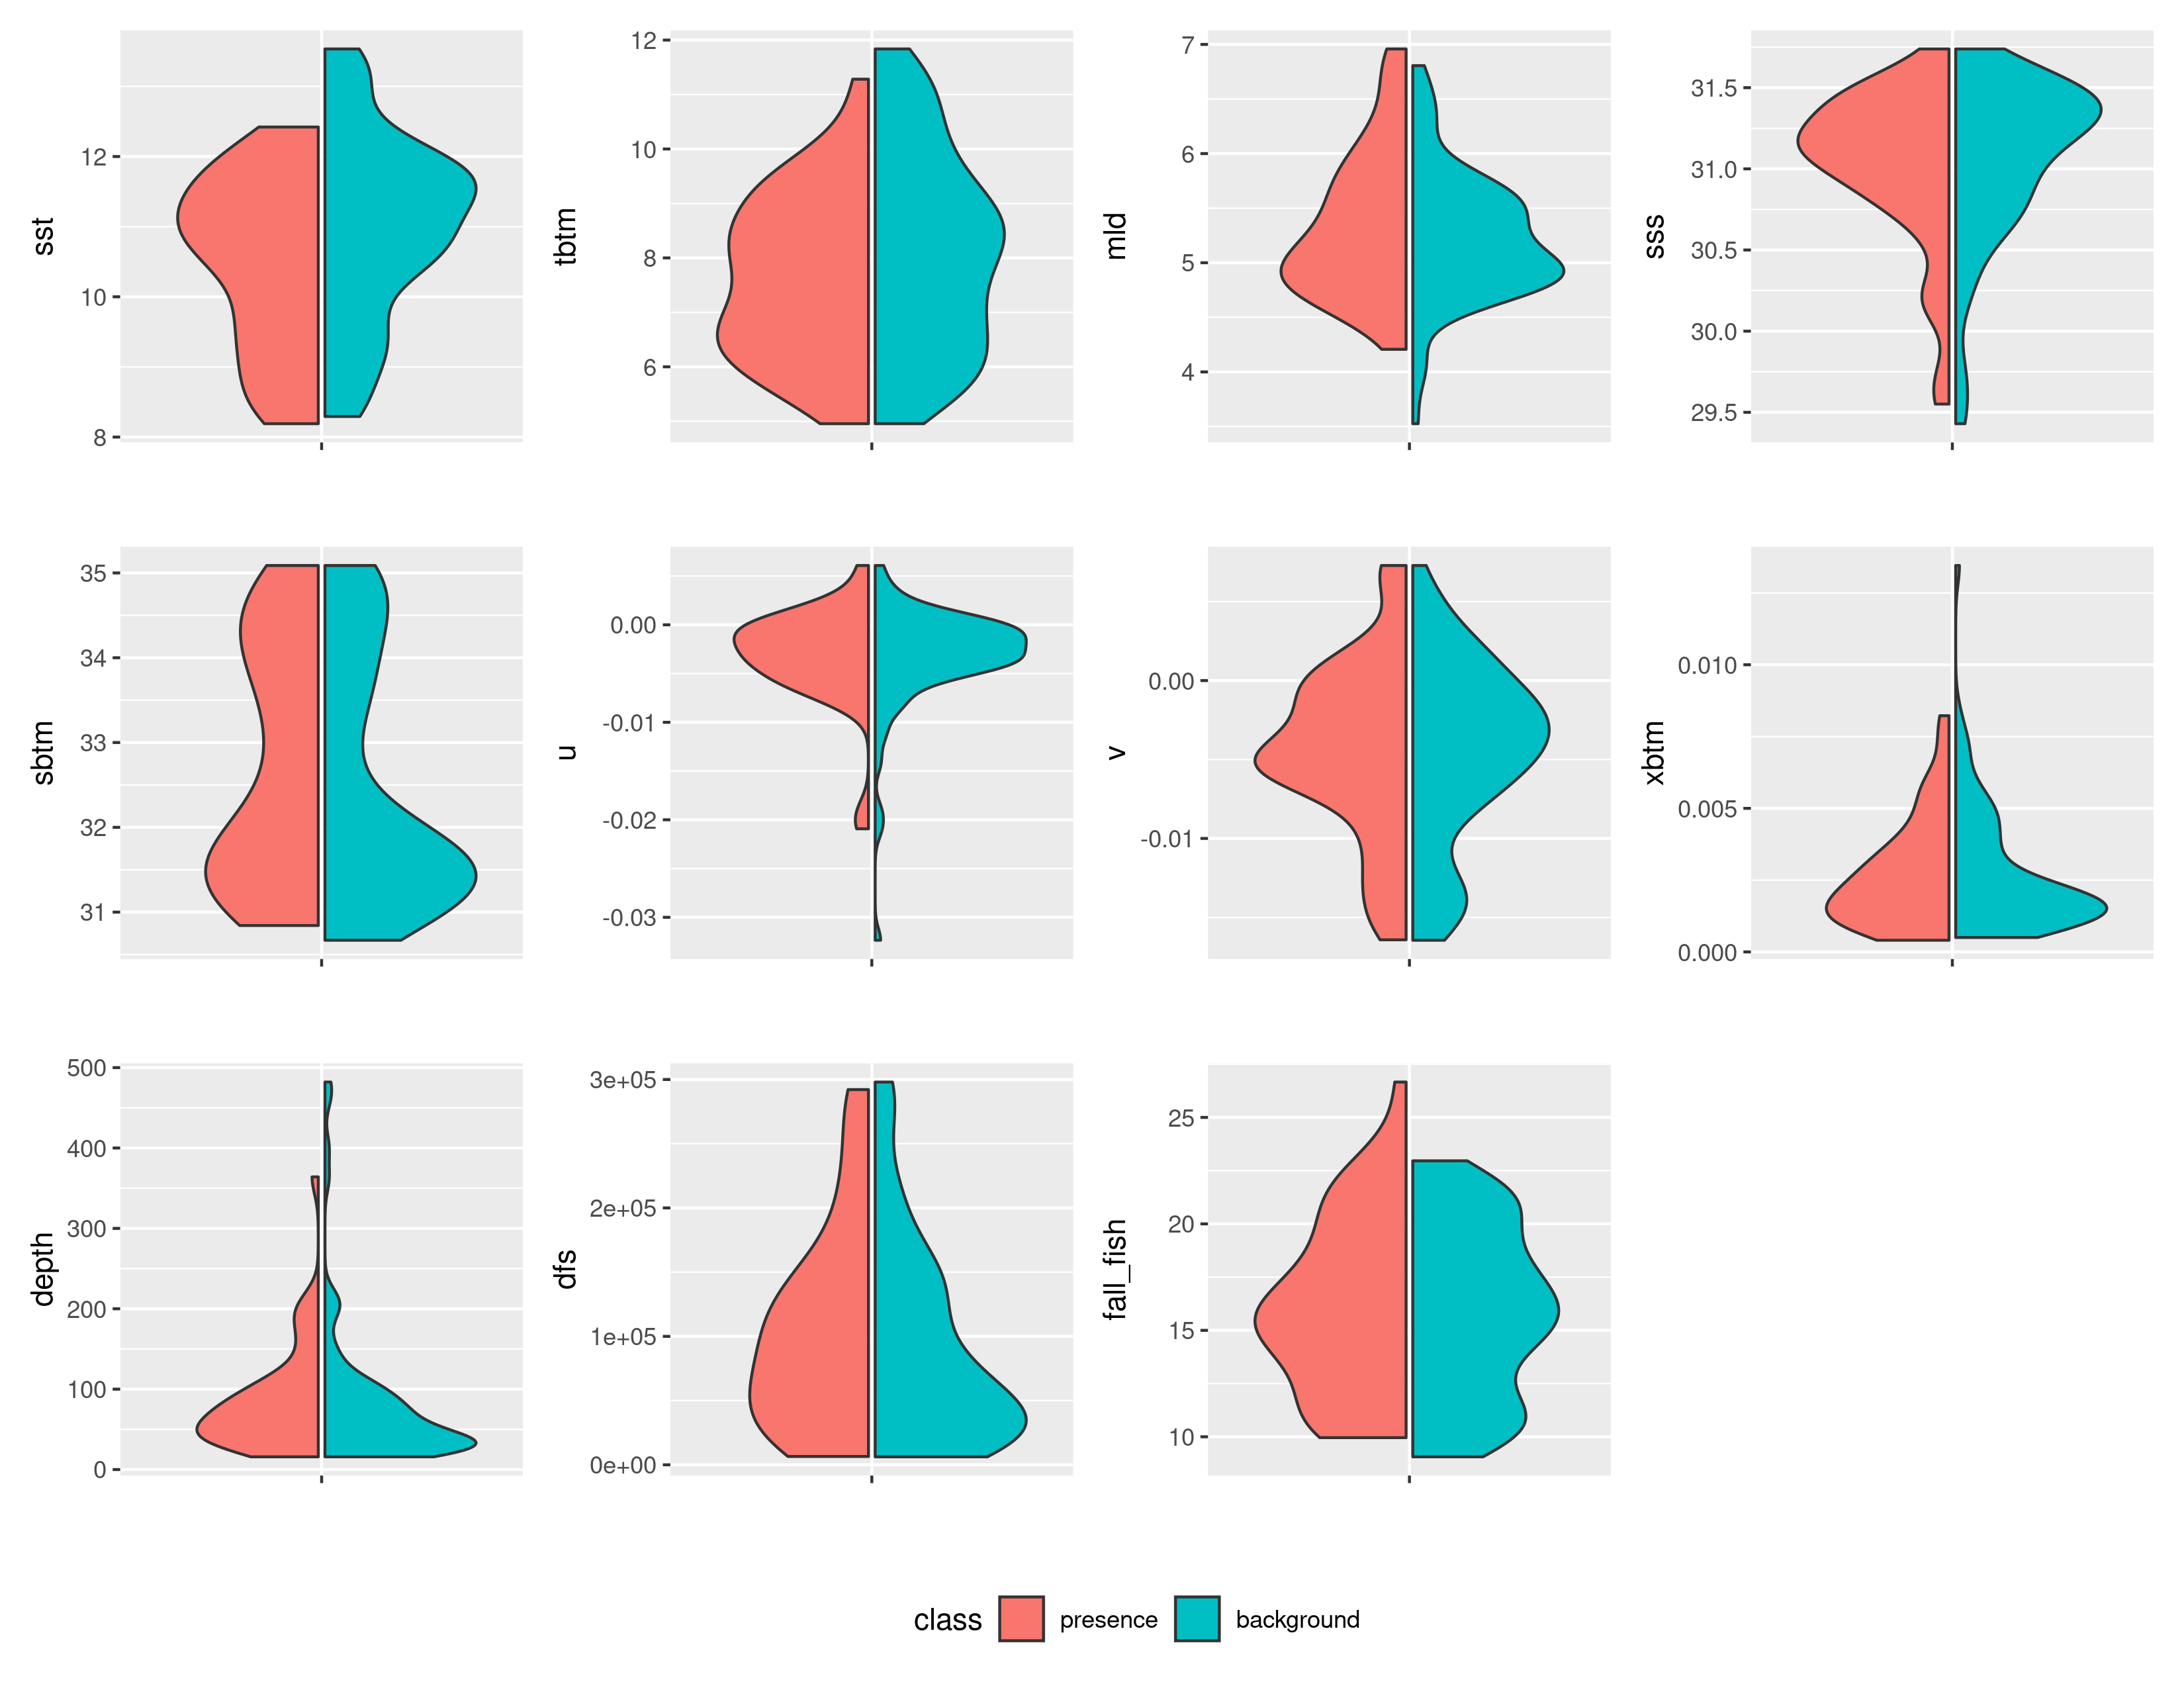 sst
12
10
8
tbtm
12
10
8
6
mld
7
6
5
4
sss
31.5
31.0
30.5
30.0
29.5
sbtm
35
34
33
32
31
u
0.00
-0.01
-0.02
-0.03
v
0.00
-0.01
xbtm
0.010
0.005
0.000
depth
500
400
300
200
100
0
dfs
3e+05
2e+05
1e+05
0e+00
fall_fish
25
20
15
10
class presence background